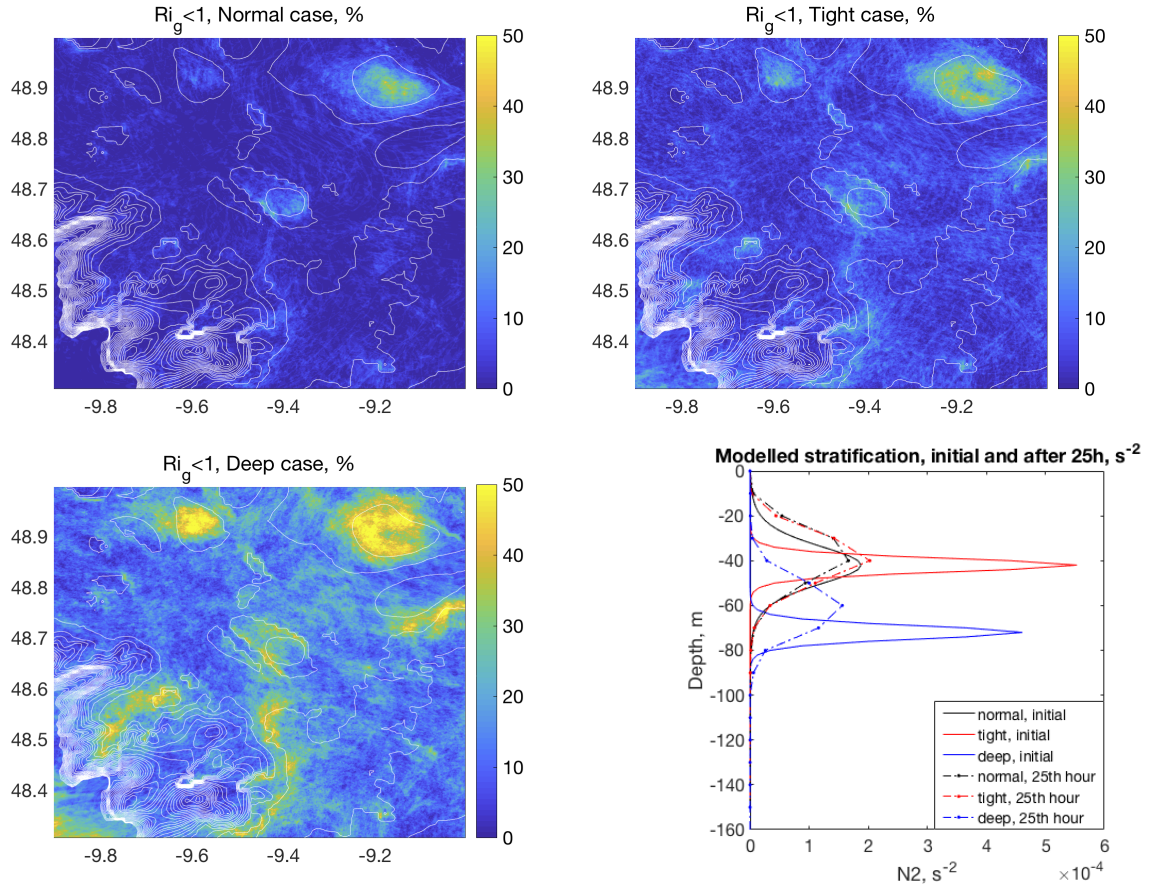 Ri_g<1, Normal case, %
48.9
48.8
48.7
48.6
48.5
48.4
-9.8 -9.6 -9.4 -9.2
50
40
30
20
10
0
Ri_g<1, Tight case, %
48.9
48.8
48.7
48.6
48.5
48.4
-9.8 -9.6 -9.4 -9.2
50
40
30
20
10
0
Ri_g<1, Deep case, %
48.9
48.8
48.7
48.6
48.5
48.4
-9.8 -9.6 -9.4 -9.2
50
40
30
20
10
0
Modelled stratification, initial and after 25h, s^-2
Depth, m
0
-20
-40
-60
-80
-100
-120
-140
-160
normal, initial
tight, initial
deep, initial
normal, 25th hour
tight, 25th hour
deep, 25th hour
0 1 2 3 4 5 6
N2, s^-2
×10^-4